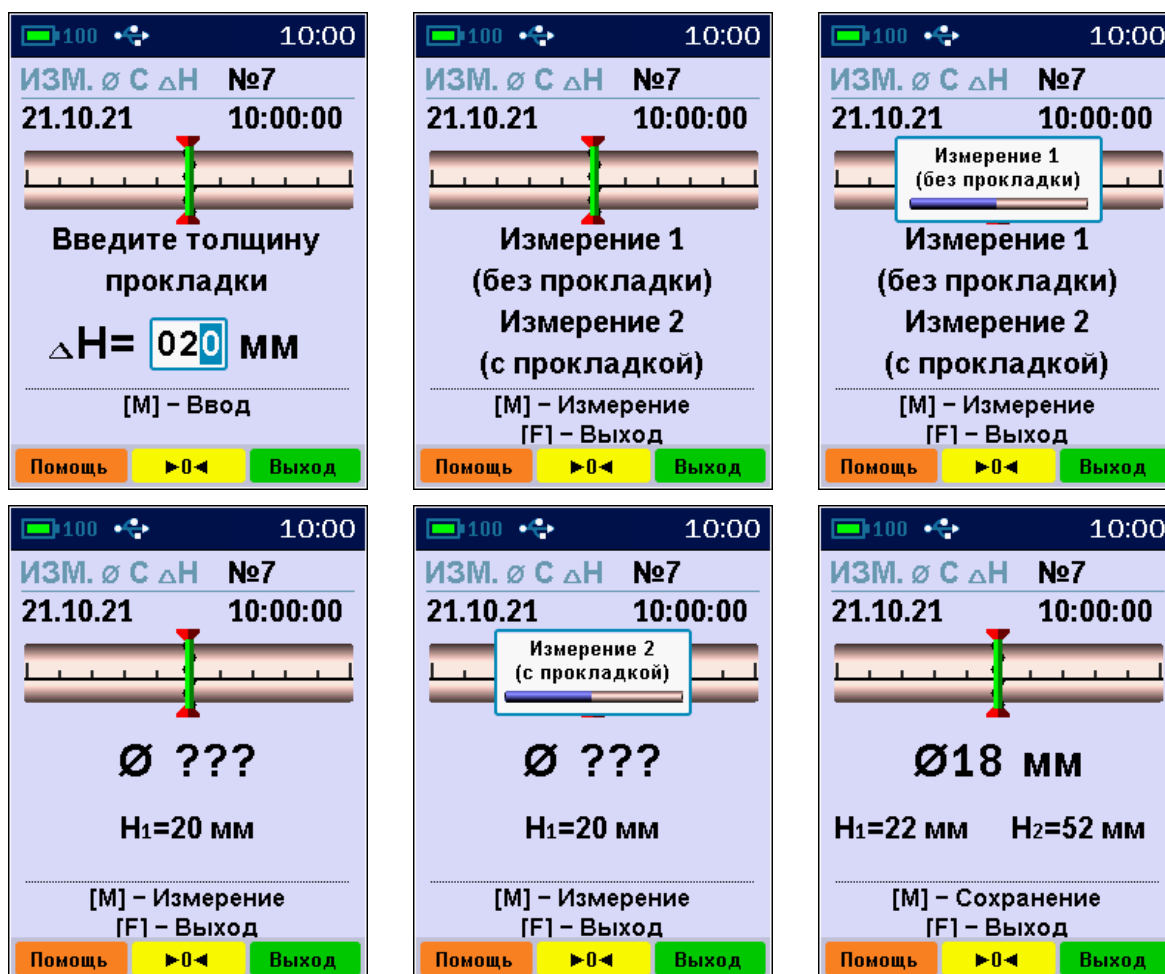 100 10:00
ИЗМ. ø С △Н №7
21.10.21 10:00:00
Введите толщину
прокладки
△Н= 020 мм
[М] – Ввод
Помощь ►0◄ Выход
100 10:00
ИЗМ. ø С △Н №7
21.10.21 10:00:00
Измерение 1
(без прокладки)
Измерение 2
(с прокладкой)
[М] – Измерение
[F] – Выход
Помощь ►0◄ Выход
100 10:00
ИЗМ. ø С △Н №7
21.10.21 10:00:00
Измерение 1
(без прокладки)
Измерение 1
(без прокладки)
Измерение 2
(с прокладкой)
[М] – Измерение
[F] – Выход
Помощь ►0◄ Выход
100 10:00
ИЗМ. ø С △Н №7
21.10.21 10:00:00
Ø ???
Н1=20 мм
[М] – Измерение
[F] – Выход
Помощь ►0◄ Выход
100 10:00
ИЗМ. ø С △Н №7
21.10.21 10:00:00
Измерение 2
(с прокладкой)
Ø ???
Н1=20 мм
[М] – Измерение
[F] – Выход
Помощь ►0◄ Выход
100 10:00
ИЗМ. ø С △Н №7
21.10.21 10:00:00
Ø18 мм
Н1=22 мм Н2=52 мм
[М] – Сохранение
[F] – Выход
Помощь ►0◄ Выход